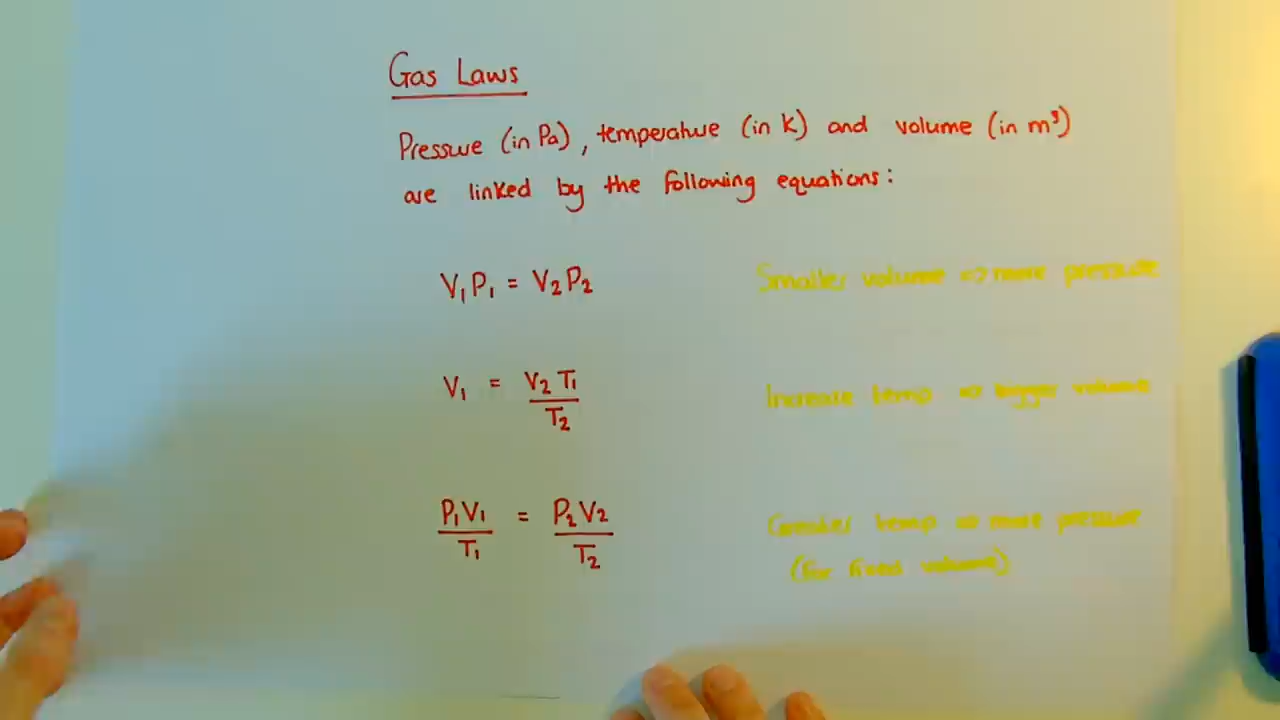 Gas Laws
Pressure (in Pa), temperature (in K) and volume (in m³)
are linked by the following equations:
V₁P₁ = V₂P₂
Smaller volume => more pressure
V₁ = V₂T₁/T₂
Increase temp => bigger volume
P₁V₁/T₁ = P₂V₂/T₂
Greater temp => more pressure
(for fixed volume)